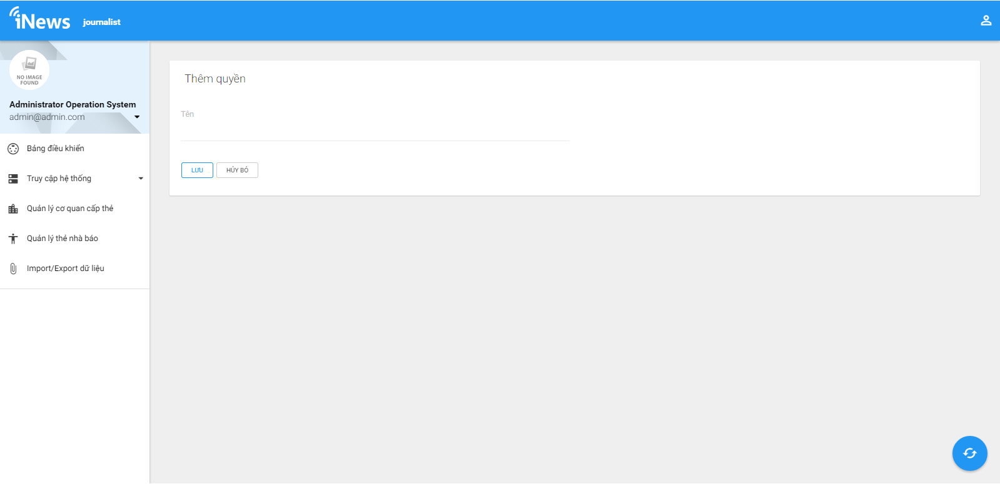 iNews journalist
NO IMAGE
FOUND
Administrator Operation System
admin@admin.com
Bảng điều khiển
Truy cập hệ thống
Quản lý cơ quan cấp thẻ
Quản lý thẻ nhà báo
Import/Export dữ liệu
Thêm quyền
Tên
LƯU HỦY BỎ